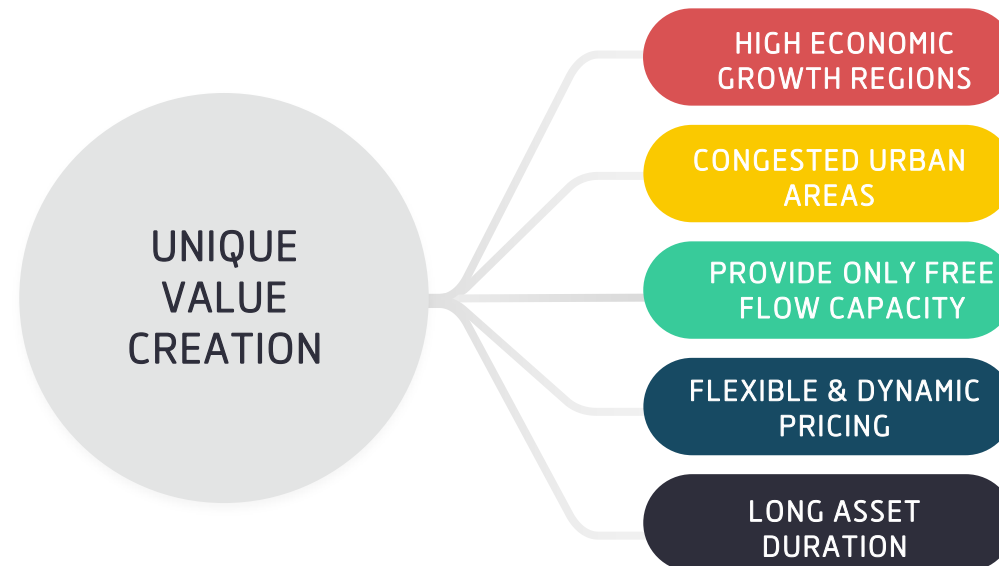 UNIQUE
VALUE
CREATION
HIGH ECONOMIC
GROWTH REGIONS
CONGESTED URBAN
AREAS
PROVIDE ONLY FREE
FLOW CAPACITY
FLEXIBLE & DYNAMIC
PRICING
LONG ASSET
DURATION